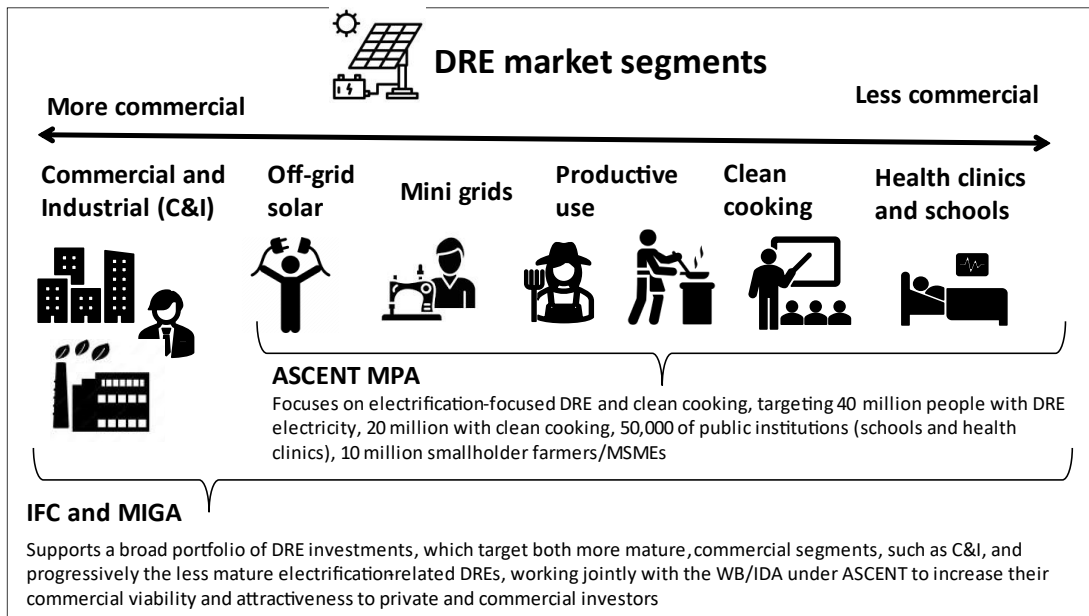 DRE market segments
More commercial
Less commercial
Commercial and
Industrial (C&I)
Off-grid
solar
Mini grids
Productive
use
Clean
cooking
Health clinics
and schools
ASCENT MPA
Focuses on electrification-focused DRE and clean cooking, targeting 40 million people with DRE
electricity, 20 million with clean cooking, 50,000 of public institutions (schools and health
clinics), 10 million smallholder farmers/MSMEs
IFC and MIGA
Supports a broad portfolio of DRE investments, which target both more mature, commercial segments, such as C&I, and
progressively the less mature electrification-related DREs, working jointly with the WB/IDA under ASCENT to increase their
commercial viability and attractiveness to private and commercial investors